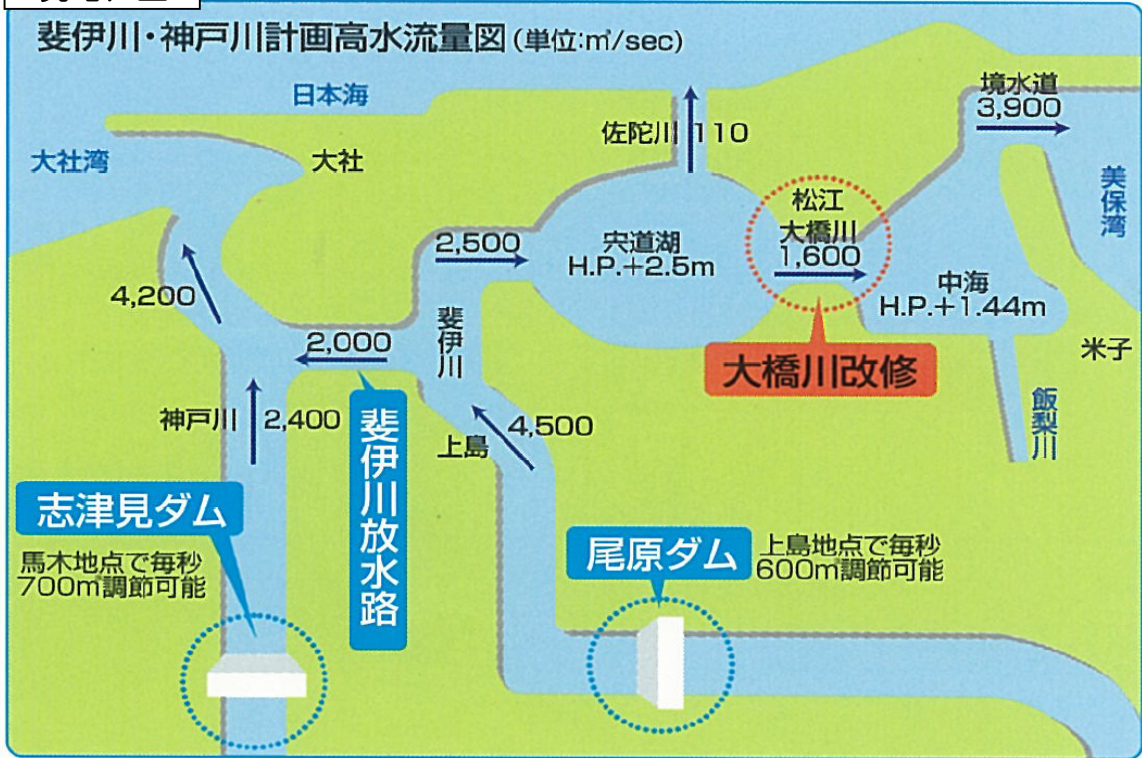 斐伊川・神戸川計画高水流量図(単位:㎥/sec)
日本海
境水道
3,900
佐陀川 110
大社湾
大社
美保湾
松江
大橋川
1,600
2,500
宍道湖
H.P.+2.5m
中海
H.P.+1.44m
4,200
斐伊川
2,000
米子
大橋川改修
神戸川 2,400
斐伊川放水路
4,500
上島
飯梨川
志津見ダム
馬木地点で毎秒
700㎥調節可能
尾原ダム
上島地点で毎秒
600㎥調節可能